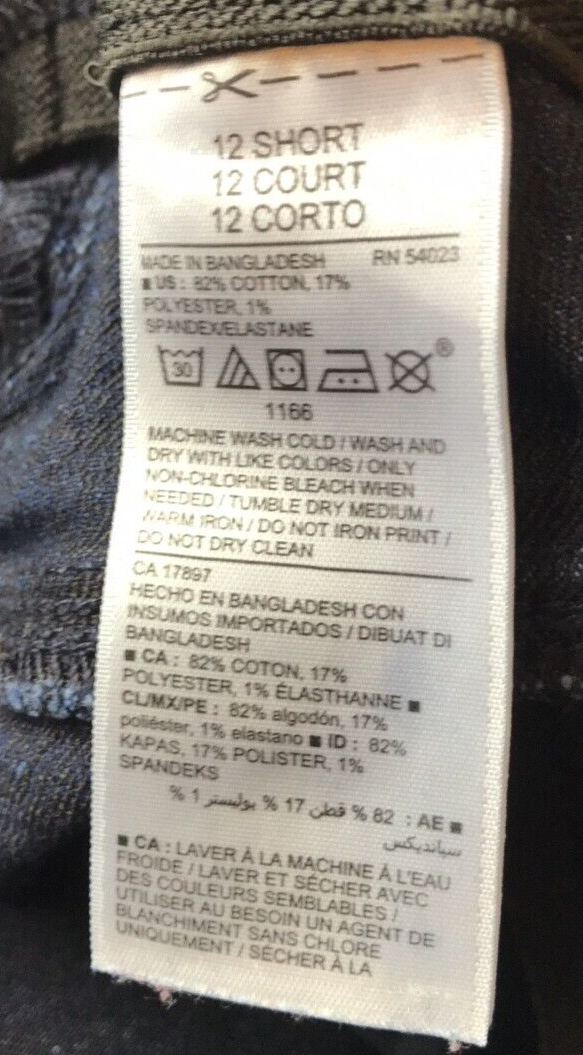 12 SHORT
12 COURT
12 CORTO
MADE IN BANGLADESH RN 54023
■ US : 82% COTTON, 17%
POLYESTER, 1%
SPANDEX/ELASTANE
30
®
1166
MACHINE WASH COLD / WASH AND
DRY WITH LIKE COLORS / ONLY
NON-CHLORINE BLEACH WHEN
NEEDED / TUMBLE DRY MEDIUM /
WARM IRON / DO NOT IRON PRINT /
DO NOT DRY CLEAN
CA 17897
HECHO EN BANGLADESH CON
INSUMOS IMPORTADOS / DIBUAT DI
BANGLADESH
■ CA : 82% COTON, 17%
POLYESTER, 1% ÉLASTHANNE ■
CL/MX/PE : 82% algodón, 17%
poliéster, 1% elastano ■ ID : 82%
KAPAS, 17% POLISTER, 1%
SPANDEKS
■ AE : 82 % قطن 17 % بوليستر 1 %
سبانديكس
■ CA : LAVER À LA MACHINE À L'EAU
FROIDE / LAVER ET SÉCHER AVEC
DES COULEURS SEMBLABLES /
UTILISER AU BESOIN UN AGENT DE
BLANCHIMENT SANS CHLORE
UNIQUEMENT / SÉCHER À LA